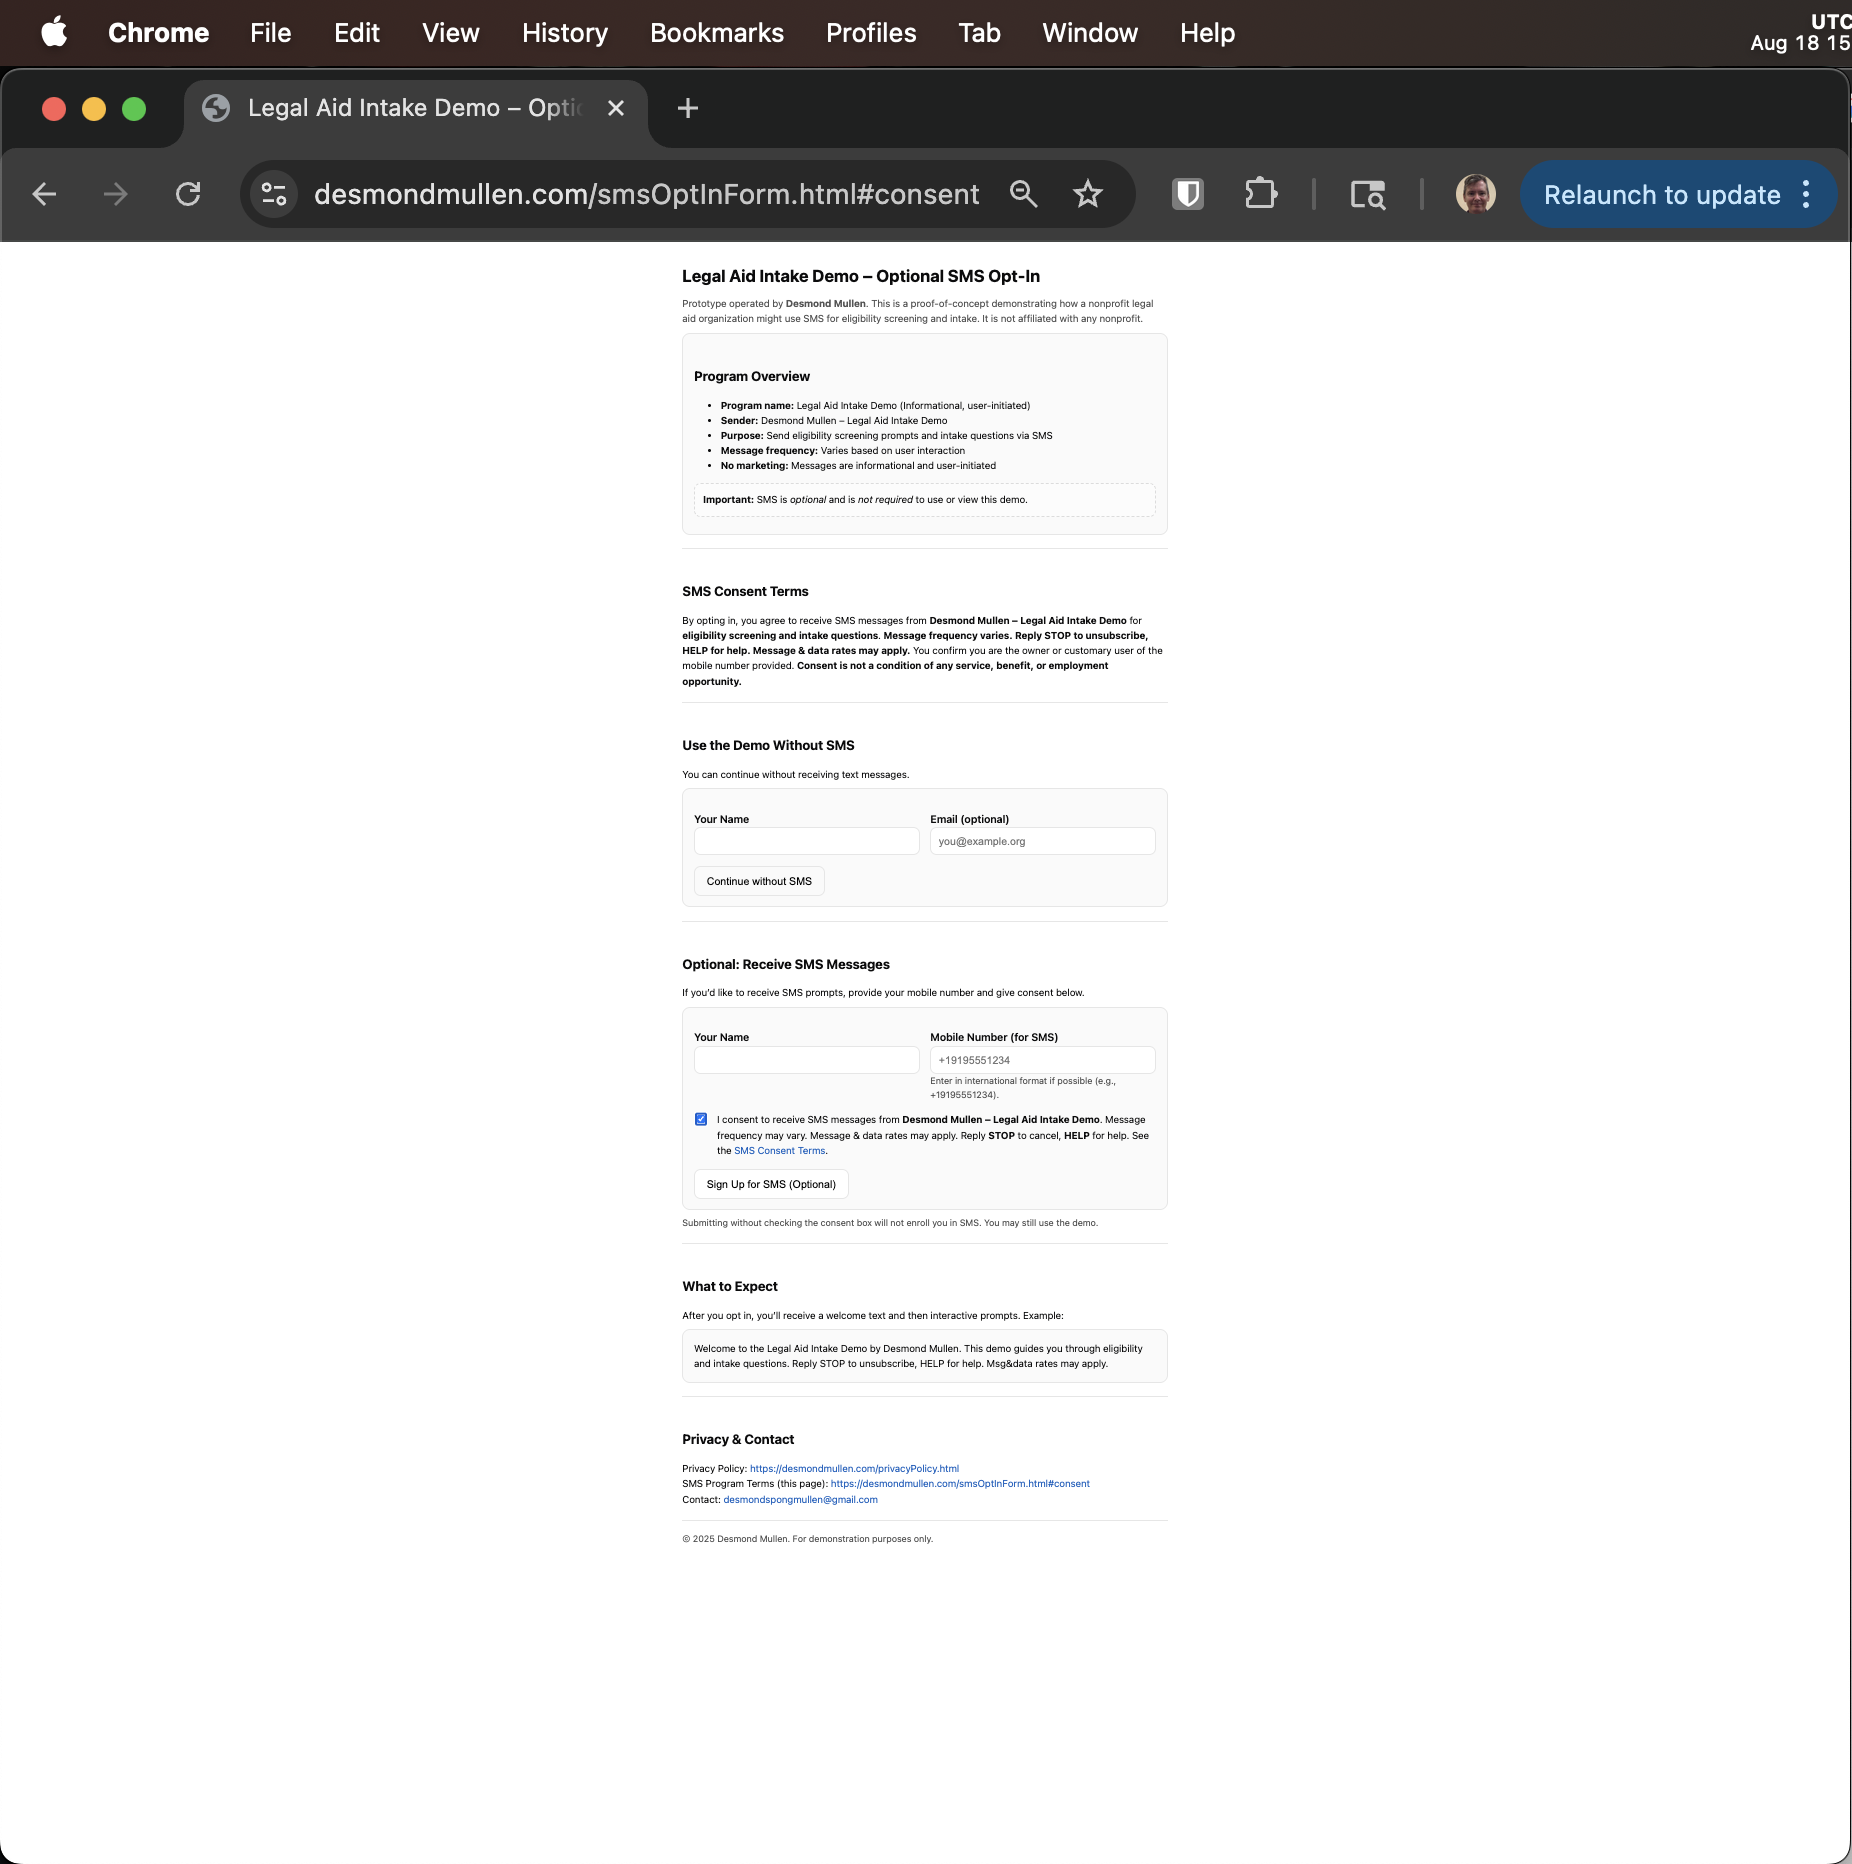 Chrome File Edit View History Bookmarks Profiles Tab Window Help
UTC
Aug 18 15
Legal Aid Intake Demo – Optio
desmondmullen.com/smsOptInForm.html#consent
Relaunch to update
Legal Aid Intake Demo – Optional SMS Opt-In
Prototype operated by Desmond Mullen. This is a proof-of-concept demonstrating how a nonprofit legal
aid organization might use SMS for eligibility screening and intake. It is not affiliated with any nonprofit.
Program Overview
• Program name: Legal Aid Intake Demo (Informational, user-initiated)
• Sender: Desmond Mullen – Legal Aid Intake Demo
• Purpose: Send eligibility screening prompts and intake questions via SMS
• Message frequency: Varies based on user interaction
• No marketing: Messages are informational and user-initiated
Important: SMS is optional and is not required to use or view this demo.
SMS Consent Terms
By opting in, you agree to receive SMS messages from Desmond Mullen – Legal Aid Intake Demo for
eligibility screening and intake questions. Message frequency varies. Reply STOP to unsubscribe,
HELP for help. Message & data rates may apply. You confirm you are the owner or customary user of the
mobile number provided. Consent is not a condition of any service, benefit, or employment
opportunity.
Use the Demo Without SMS
You can continue without receiving text messages.
Your Name Email (optional)
you@example.org
Continue without SMS
Optional: Receive SMS Messages
If you'd like to receive SMS prompts, provide your mobile number and give consent below.
Your Name Mobile Number (for SMS)
+19195551234
Enter in international format if possible (e.g.,
+19195551234).
I consent to receive SMS messages from Desmond Mullen – Legal Aid Intake Demo. Message
frequency may vary. Message & data rates may apply. Reply STOP to cancel, HELP for help. See
the SMS Consent Terms.
Sign Up for SMS (Optional)
Submitting without checking the consent box will not enroll you in SMS. You may still use the demo.
What to Expect
After you opt in, you'll receive a welcome text and then interactive prompts. Example:
Welcome to the Legal Aid Intake Demo by Desmond Mullen. This demo guides you through eligibility
and intake questions. Reply STOP to unsubscribe, HELP for help. Msg&data rates may apply.
Privacy & Contact
Privacy Policy: https://desmondmullen.com/privacyPolicy.html
SMS Program Terms (this page): https://desmondmullen.com/smsOptInForm.html#consent
Contact: desmondspongmullen@gmail.com
© 2025 Desmond Mullen. For demonstration purposes only.